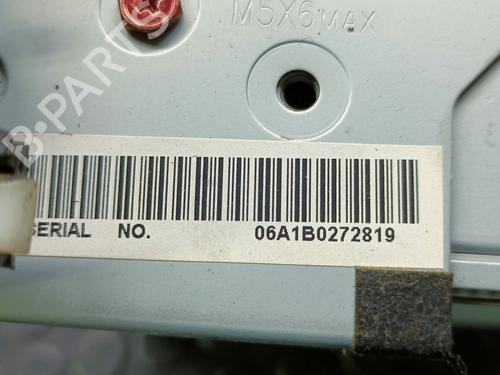 M5X6MAX
SERIAL NO. 06A1B0272819
B-PARTS